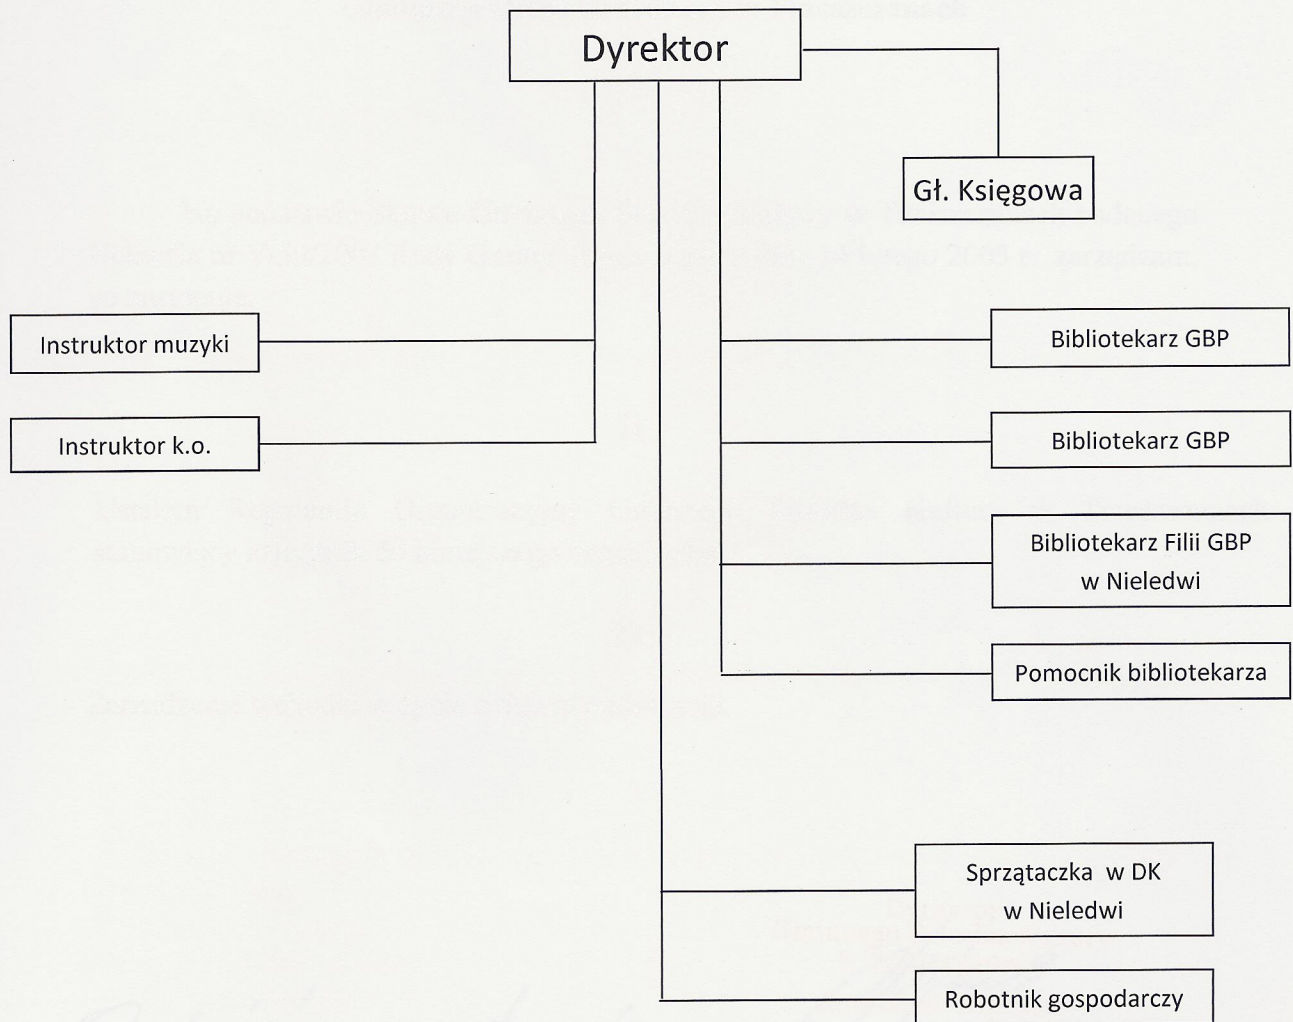 Dyrektor
Gł. Księgowa
Instruktor muzyki
Bibliotekarz GBP
Instruktor k.o.
Bibliotekarz GBP
Bibliotekarz Filii GBP
w Nieledwi
Pomocnik bibliotekarza
Sprzątaczka w DK
w Nieledwi
Robotnik gospodarczy